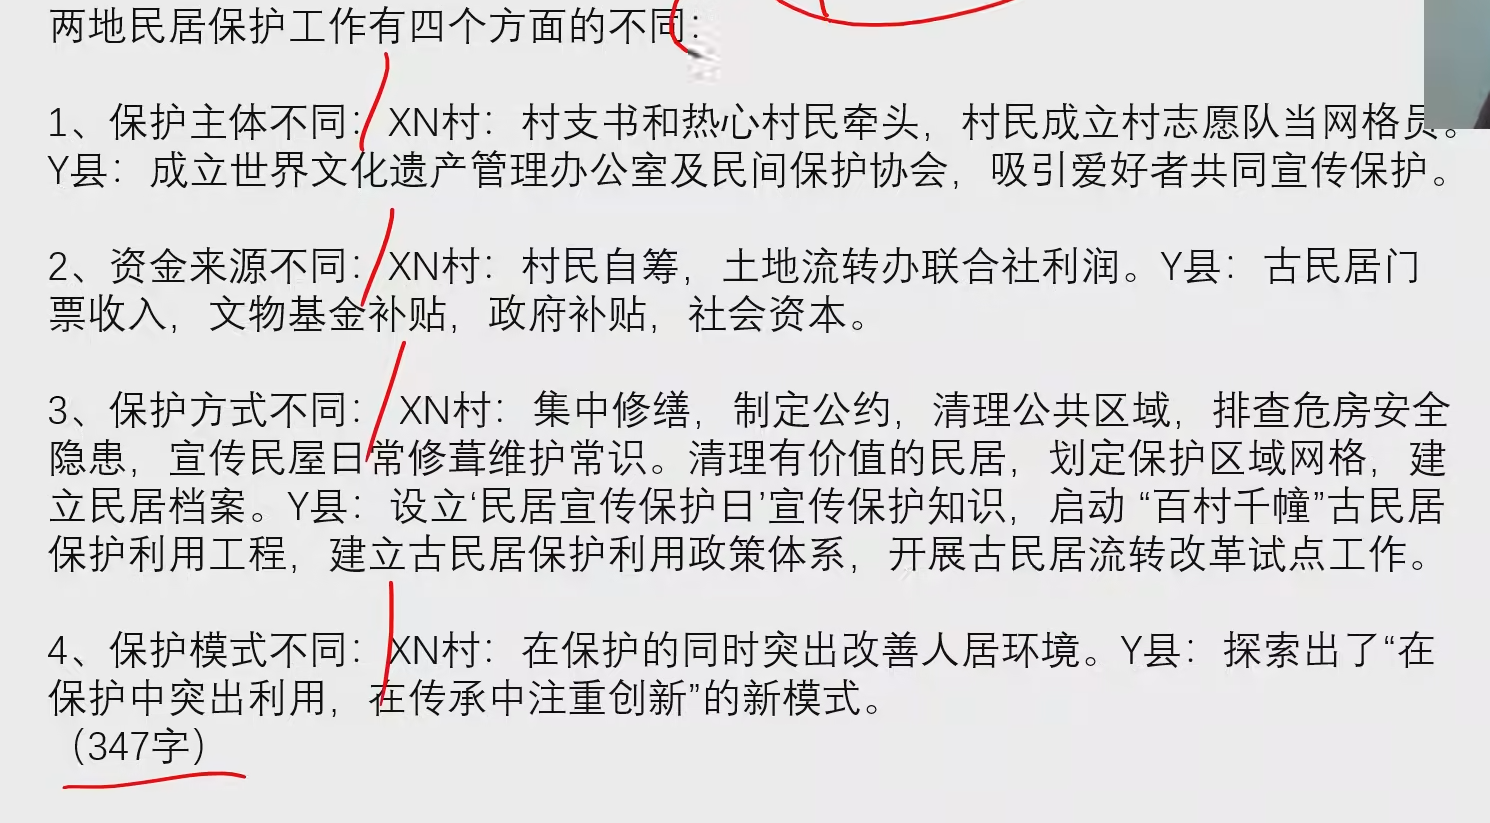 两地民居保护工作有四个方面的不同：
1、保护主体不同：XN村：村支书和热心村民牵头，村民成立村志愿队当网格员。
Y县：成立世界文化遗产管理办公室及民间保护协会，吸引爱好者共同宣传保护。
2、资金来源不同：XN村：村民自筹，土地流转办联合社利润。Y县：古民居门
票收入，文物基金补贴，政府补贴，社会资本。
3、保护方式不同： XN村：集中修缮，制定公约，清理公共区域，排查危房安全
隐患，宣传民屋日常修葺维护常识。清理有价值的民居，划定保护区域网格，建
立民居档案。Y县：设立‘民居宣传保护日’宣传保护知识，启动 “百村千幢”古民居
保护利用工程，建立古民居保护利用政策体系，开展古民居流转改革试点工作。
4、保护模式不同：XN村：在保护的同时突出改善人居环境。Y县：探索出了“在
保护中突出利用，在传承中注重创新”的新模式。
（347字）